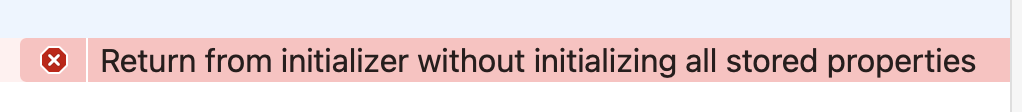 Return from initializer without initializing all stored properties